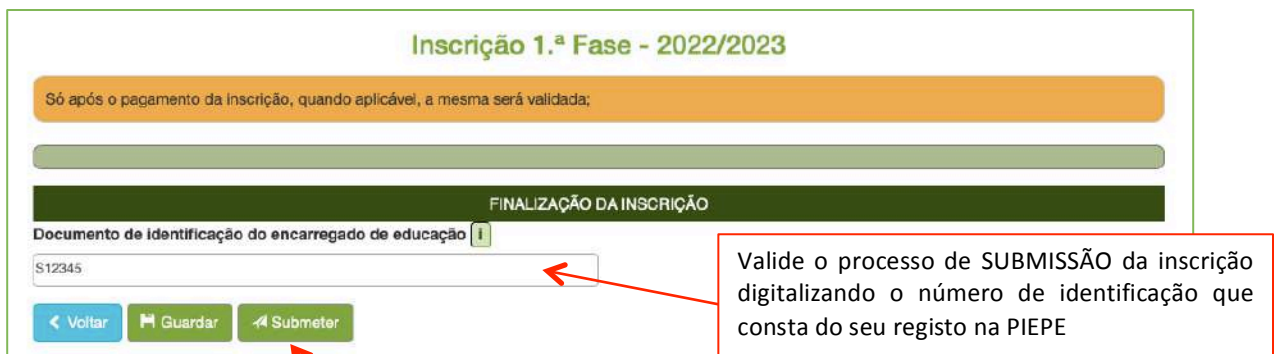 Inscrição 1.ª Fase - 2022/2023
Só após o pagamento da inscrição, quando aplicável, a mesma será validada;
FINALIZAÇÃO DA INSCRIÇÃO
Documento de identificação do encarregado de educação i
S12345
Valide o processo de SUBMISSÃO da inscrição
digitalizando o número de identificação que
consta do seu registo na PIEPE
Voltar Guardar Submeter